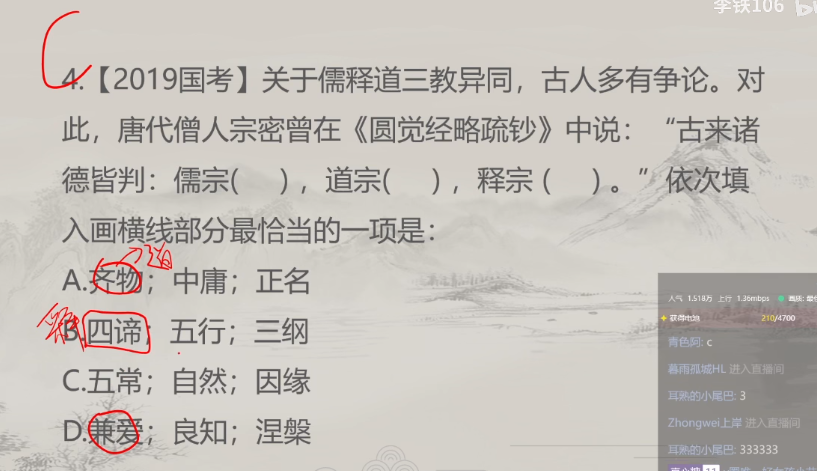 李铁106
4.【2019国考】关于儒释道三教异同，古人多有争论。对
此，唐代僧人宗密曾在《圆觉经略疏钞》中说：“古来诸
德皆判：儒宗(    )，道宗(    )，释宗 (    )。”依次填
入画横线部分最恰当的一项是：
A.齐物；中庸；正名
B.四谛；五行；三纲
C.五常；自然；因缘
D.兼爱；良知；涅槃
人气 1.518万 上行 1.36mbps 画质:
获得电池 210/4700
青色阿: c
暮雨孤城HL 进入直播间
耳熟的小尾巴: 3
Zhongwei上岸 进入直播间
耳熟的小尾巴: 333333